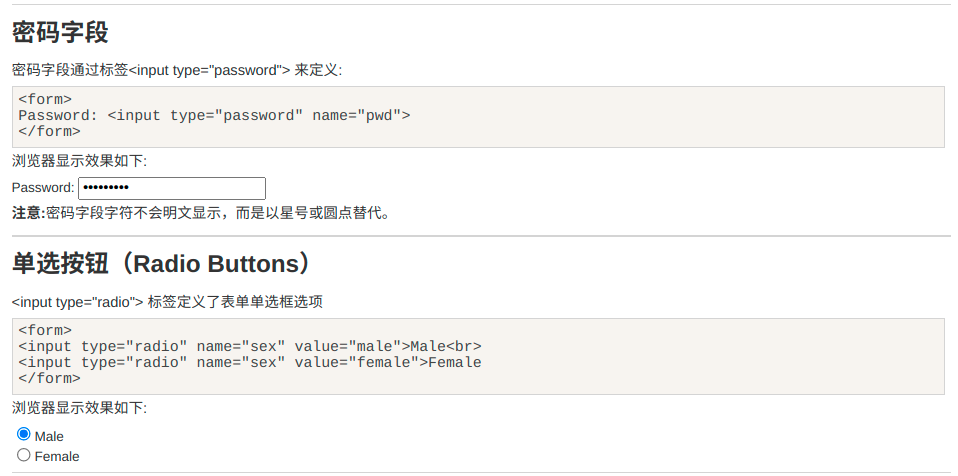 密码字段
密码字段通过标签<input type="password"> 来定义:
<form>
Password: <input type="password" name="pwd">
</form>
浏览器显示效果如下:
Password: •••••••••
注意:密码字段字符不会明文显示，而是以星号或圆点替代。
单选按钮（Radio Buttons）
<input type="radio"> 标签定义了表单单选框选项
<form>
<input type="radio" name="sex" value="male">Male<br>
<input type="radio" name="sex" value="female">Female
</form>
浏览器显示效果如下:
Male
Female